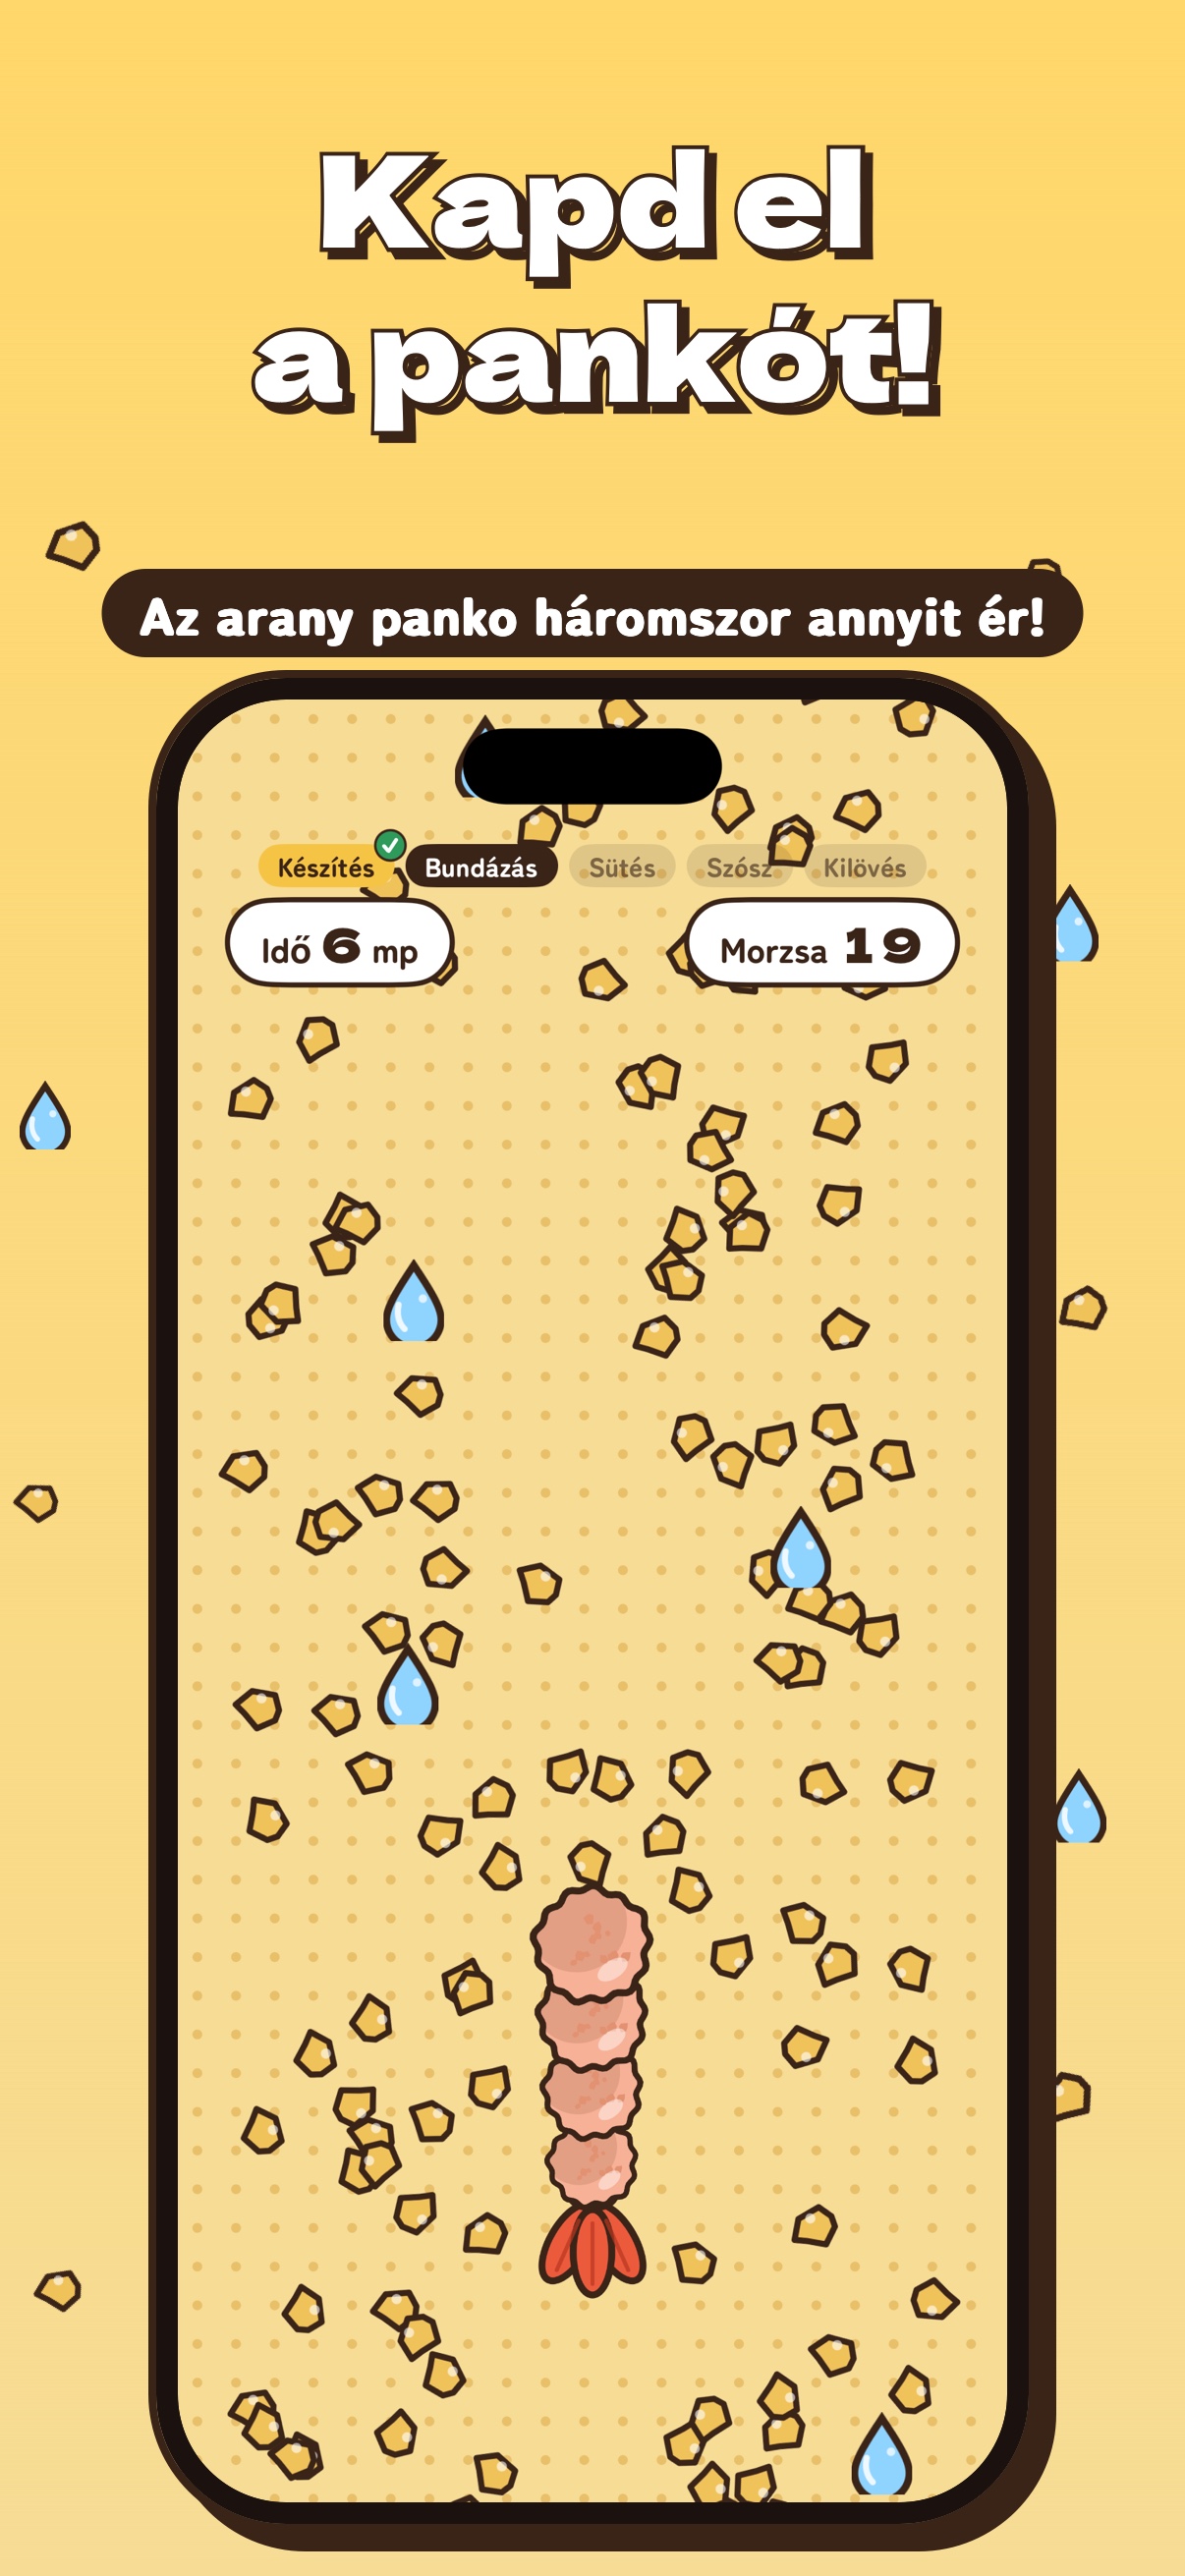 Kapd el
a pankót!
Az arany panko háromszor annyit ér!
Készítés Bundázás Sütés Szósz Kilövés
Idő 6 mp Morzsa 19